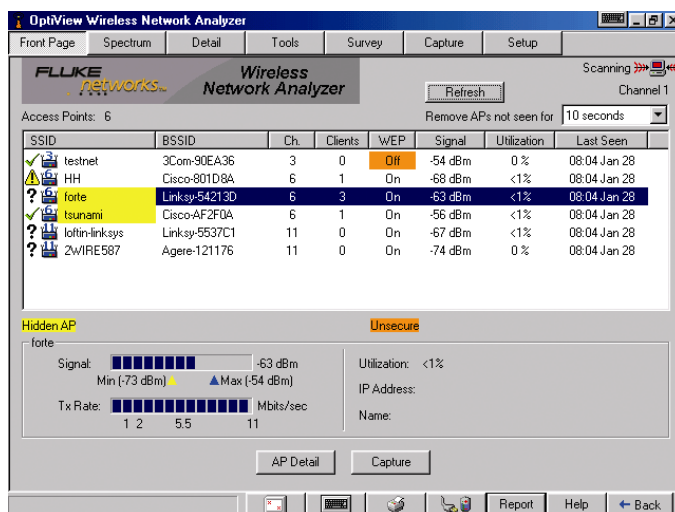 OptiView Wireless Network Analyzer
Front Page Spectrum Detail Tools Survey Capture Setup
FLUKE networks™ Wireless Network Analyzer
Scanning
Refresh Channel 1
Access Points: 6 Remove APs not seen for 10 seconds
SSID BSSID Ch. Clients WEP Signal Utilization Last Seen
3 testnet 3Com-90EA36 3 0 Off -54 dBm 0 % 08:04 Jan 28
6 HH Cisco-801D8A 6 1 On -68 dBm <1% 08:04 Jan 28
? 6 forte Linksy-54213D 6 3 On -63 dBm <1% 08:04 Jan 28
6 tsunami Cisco-AF2F0A 6 1 On -56 dBm <1% 08:04 Jan 28
? 11 loftin-linksys Linksy-5537C1 11 0 On -67 dBm <1% 08:04 Jan 28
? 11 2WIRE587 Agere-121176 11 0 On -74 dBm 0 % 08:04 Jan 28
Hidden AP Unsecure
forte
Signal: -63 dBm Utilization: <1%
Min (-73 dBm) Max (-54 dBm)
IP Address:
Tx Rate: Mbits/sec
Name:
1 2 5.5 11
AP Detail Capture
Report Help Back